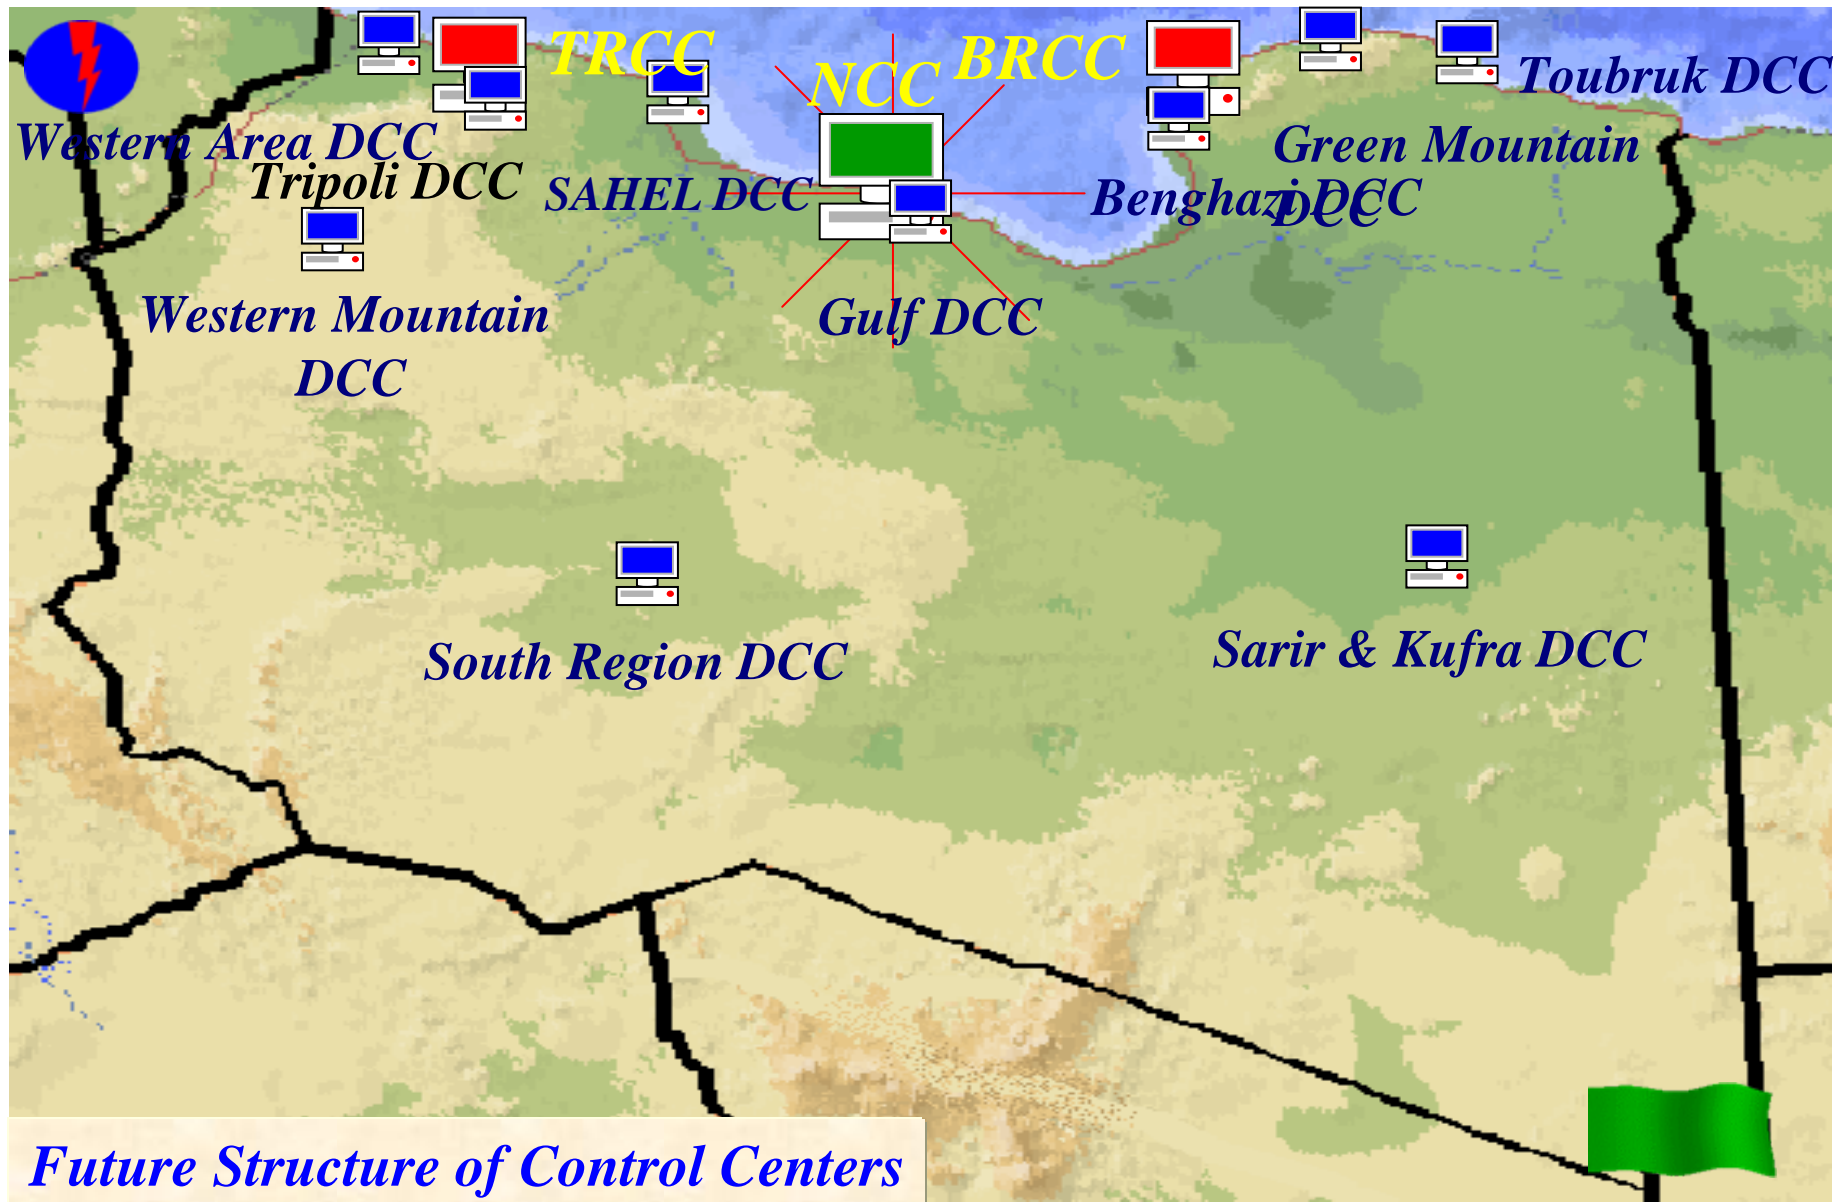 TRCC
NCC
BRCC
Toubruk DCC
Western Area DCC
Tripoli DCC
SAHEL DCC
Green Mountain
DCC
Benghazi DCC
Western Mountain
DCC
Gulf DCC
South Region DCC
Sarir & Kufra DCC
Future Structure of Control Centers